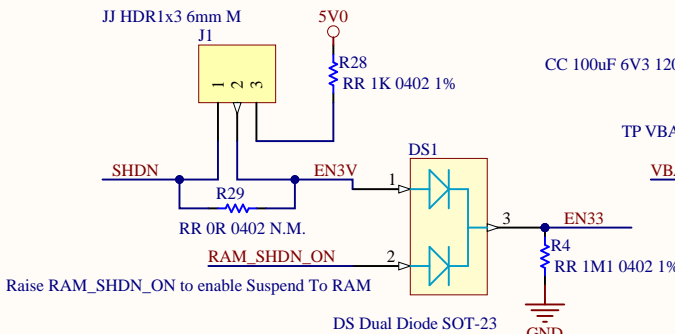 JJ HDR1x3 6mm M
J1
1
2
3
5V0
R28
RR 1K 0402 1%
CC 100uF 6V3 120
TP VBA
VBA
SHDN
EN3V
R29
RR 0R 0402 N.M.
DS1
1
2
3
EN33
RAM_SHDN_ON
R4
RR 1M1 0402 1%
Raise RAM_SHDN_ON to enable Suspend To RAM
DS Dual Diode SOT-23
GND